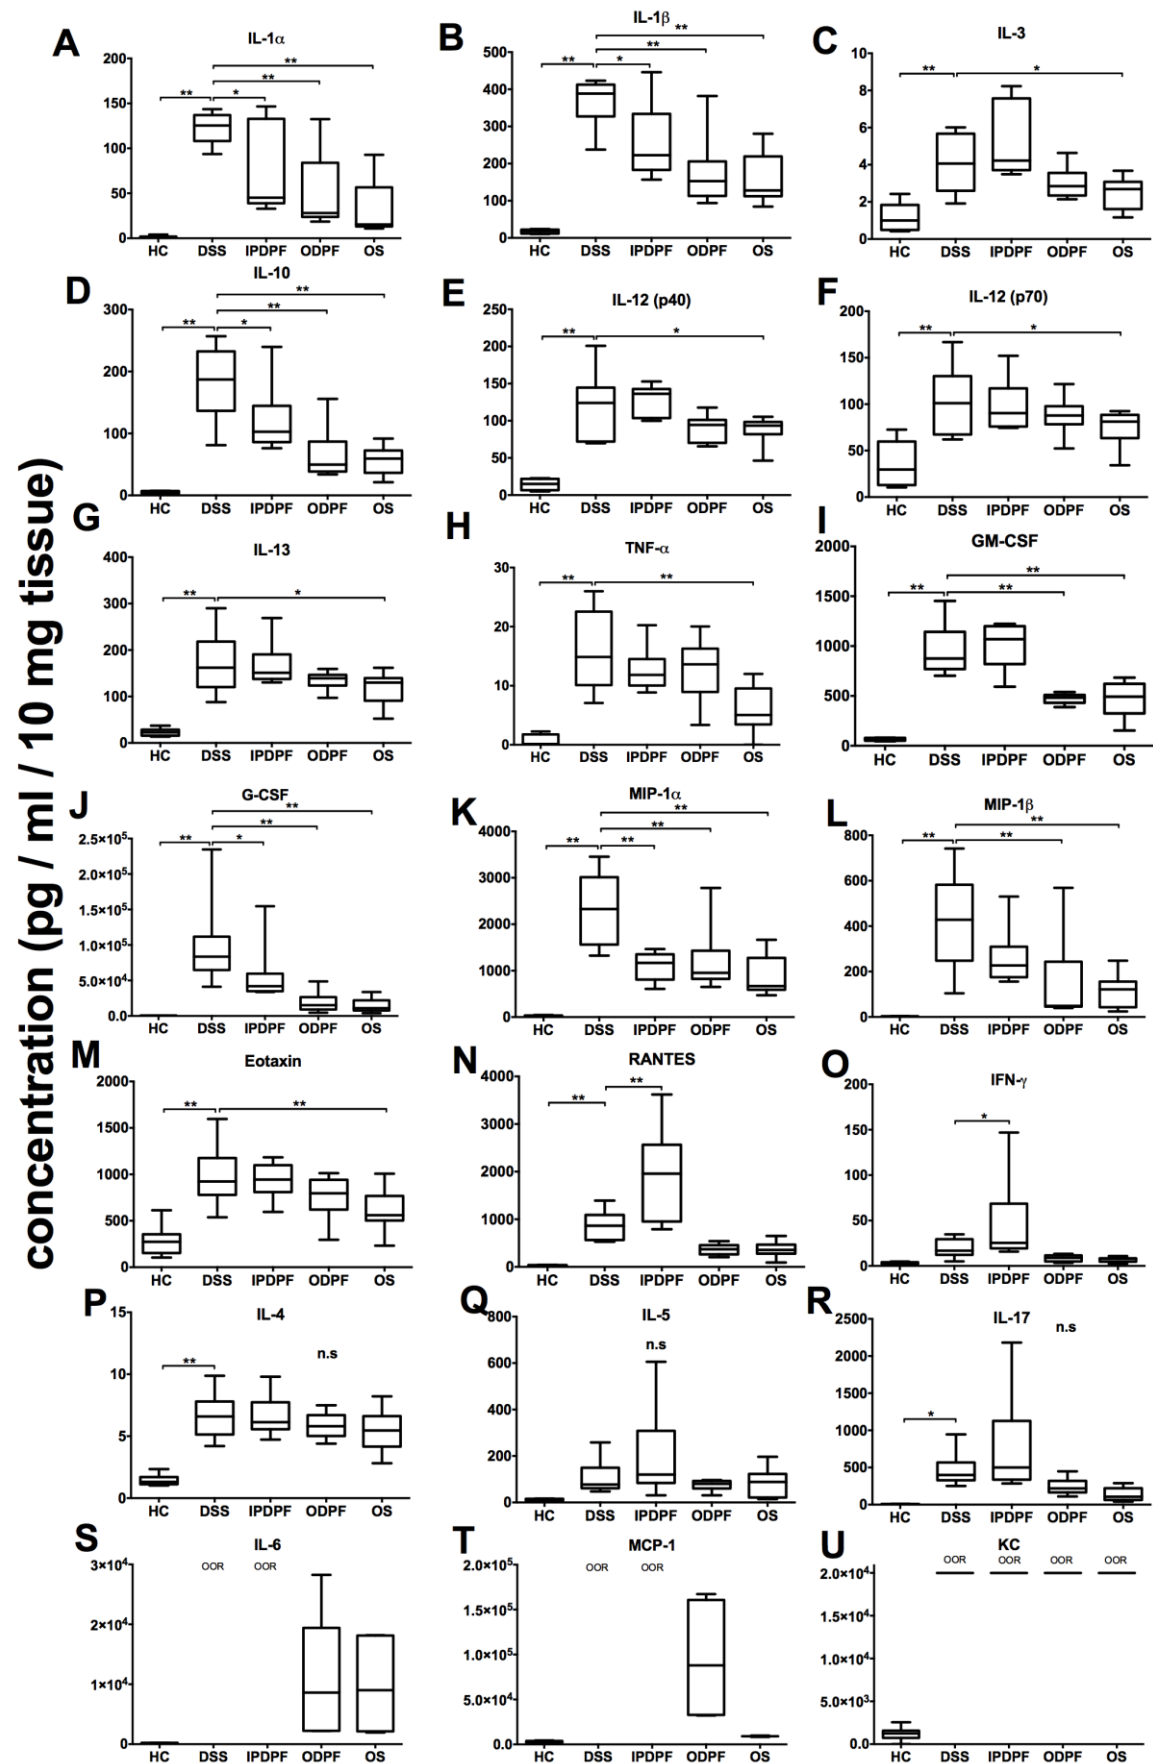 concentration (pg / ml / 10 mg tissue)
A
IL-1α
200
150
100
50
0
** * ** **
HC DSS IPDPF ODPF OS
B
IL-1β
500
400
300
200
100
0
** * ** **
HC DSS IPDPF ODPF OS
C
IL-3
10
8
6
4
2
0
** *
HC DSS IPDPF ODPF OS
D
IL-10
300
200
100
0
** * ** **
HC DSS IPDPF ODPF OS
E
IL-12 (p40)
250
200
150
100
50
0
** *
HC DSS IPDPF ODPF OS
F
IL-12 (p70)
200
150
100
50
0
** *
HC DSS IPDPF ODPF OS
G
IL-13
400
300
200
100
0
** *
HC DSS IPDPF ODPF OS
H
TNF-α
30
20
10
0
** **
HC DSS IPDPF ODPF OS
I
GM-CSF
2000
1500
1000
500
0
** ** **
HC DSS IPDPF ODPF OS
J
G-CSF
2.5×10⁵
2.0×10⁵
1.5×10⁵
1.0×10⁵
5.0×10⁴
0.0
** * ** **
HC DSS IPDPF ODPF OS
K
MIP-1α
4000
3000
2000
1000
0
** ** ** **
HC DSS IPDPF ODPF OS
L
MIP-1β
800
600
400
200
0
** ** **
HC DSS IPDPF ODPF OS
M
Eotaxin
2000
1500
1000
500
0
** **
HC DSS IPDPF ODPF OS
N
RANTES
4000
3000
2000
1000
0
** **
HC DSS IPDPF ODPF OS
O
IFN-γ
200
150
100
50
0
*
HC DSS IPDPF ODPF OS
P
IL-4
15
10
5
0
**
n.s
HC DSS IPDPF ODPF OS
Q
IL-5
800
600
400
200
0
n.s
HC DSS IPDPF ODPF OS
R
IL-17
2500
2000
1500
1000
500
0
*
n.s
HC DSS IPDPF ODPF OS
S
IL-6
3×10⁴
2×10⁴
1×10⁴
0
OOR OOR
HC DSS IPDPF ODPF OS
T
MCP-1
2.0×10⁵
1.5×10⁵
1.0×10⁵
5.0×10⁴
0
OOR OOR
HC DSS IPDPF ODPF OS
U
KC
2.0×10⁴
1.5×10⁴
1.0×10⁴
5.0×10³
0
OOR OOR OOR OOR
HC DSS IPDPF ODPF OS